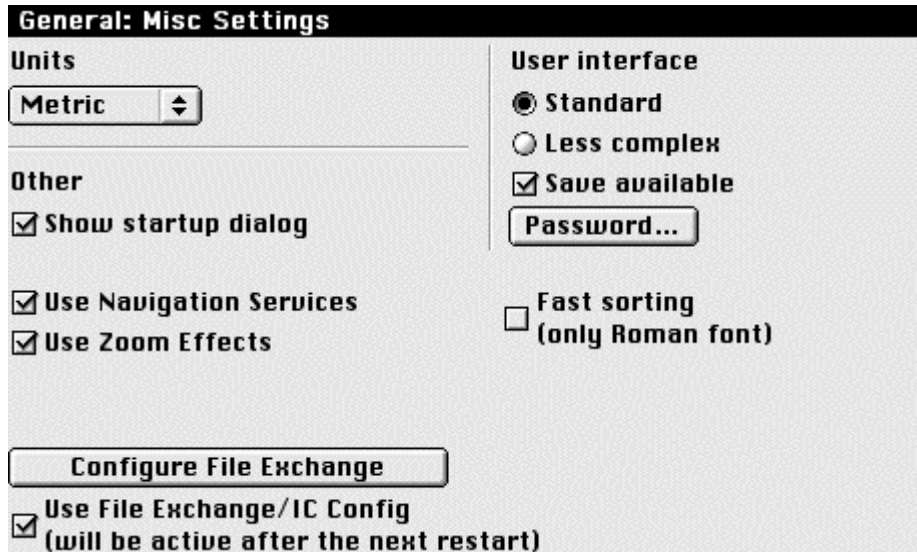 General: Misc Settings
Units
Metric
Other
Show startup dialog
Use Navigation Services
Use Zoom Effects
User interface
Standard
Less complex
Save available
Password...
Fast sorting
(only Roman font)
Configure File Exchange
Use File Exchange/IC Config
(will be active after the next restart)